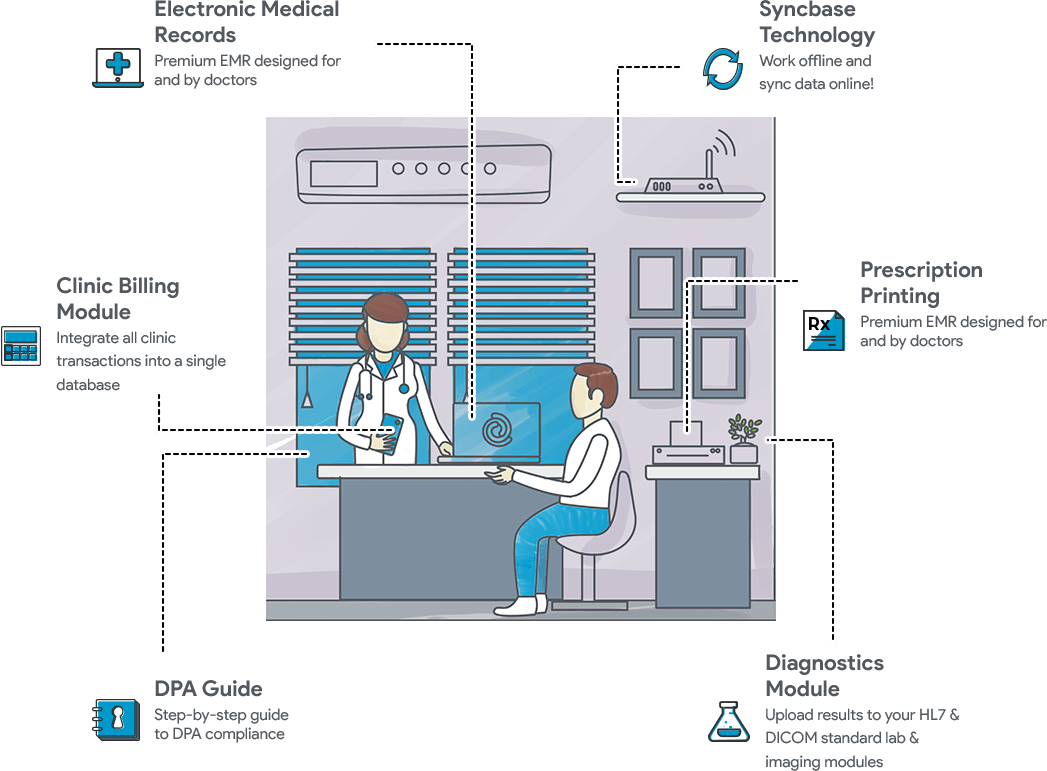 Electronic Medical
Records
Premium EMR designed for
and by doctors
Syncbase
Technology
Work offline and
sync data online!
Clinic Billing
Module
Integrate all clinic
transactions into a single
database
Prescription
Printing
Premium EMR designed for
and by doctors
Rx
DPA Guide
Step-by-step guide
to DPA compliance
Diagnostics
Module
Upload results to your HL7 &
DICOM standard lab &
imaging modules